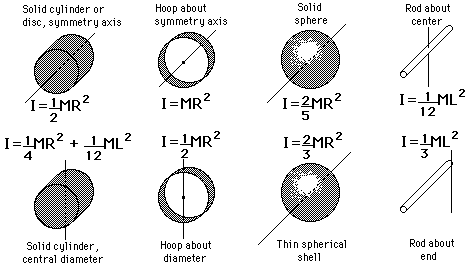 Solid cylinder or
disc, symmetry axis
I=1/2MR²
Hoop about
symmetry axis
I=MR²
Solid
sphere
I=2/5MR²
Rod about
center
I=1/12ML²
I=1/4MR² + 1/12ML²
Solid cylinder,
central diameter
I=1/2MR²
Hoop about
diameter
I=2/3MR²
Thin spherical
shell
I=1/3ML²
Rod about
end